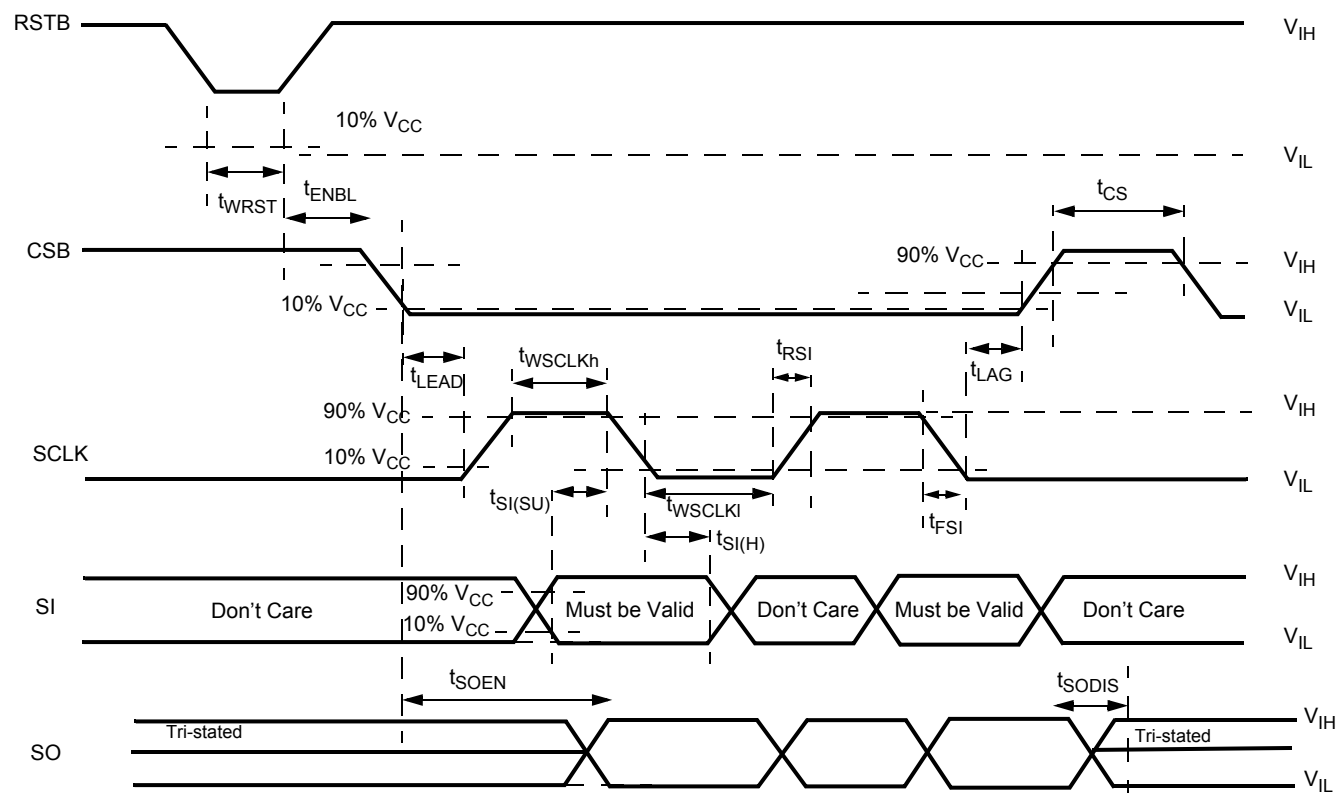 RSTB
VIH
10% VCC
VIL
tWRST
tENBL
tCS
CSB
90% VCC
VIH
10% VCC
VIL
tLEAD
tWSCLKh
tRSI
tLAG
90% VCC
VIH
SCLK
10% VCC
VIL
tSI(SU)
tWSCLKl
tFSI
tSI(H)
VIH
SI
Don't Care
90% VCC
Must be Valid
Don't Care
Must be Valid
Don't Care
10% VCC
VIL
tSOEN
tSODIS
VIH
Tri-stated
Tri-stated
SO
VIL